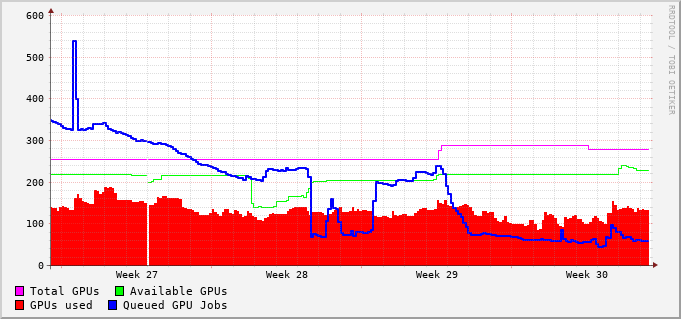 RRDTOOL / TOBI OETIKER
600
500
400
300
200
100
0
Week 27 Week 28 Week 29 Week 30
Total GPUs Available GPUs
GPUs used Queued GPU Jobs